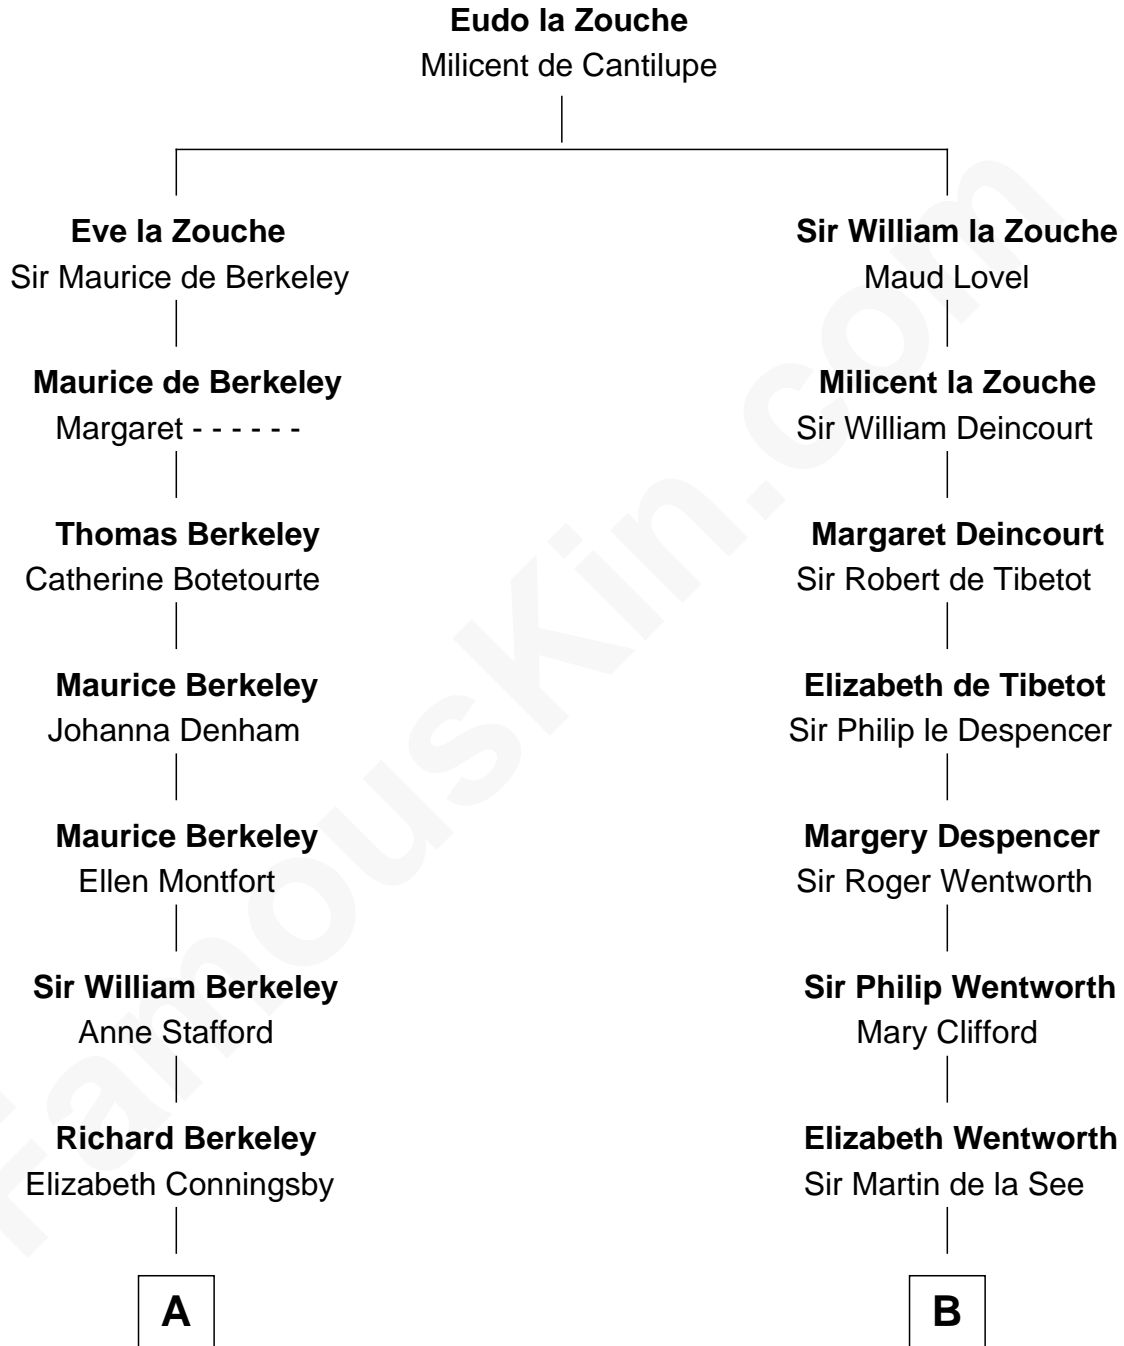 Eudo la Zouche
Milicent de Cantilupe
Eve la Zouche
Sir Maurice de Berkeley
Maurice de Berkeley
Margaret - - - - - -
Thomas Berkeley
Catherine Botetourte
Maurice Berkeley
Johanna Denham
Maurice Berkeley
Ellen Montfort
Sir William Berkeley
Anne Stafford
Richard Berkeley
Elizabeth Conningsby
A
Sir William la Zouche
Maud Lovel
Milicent la Zouche
Sir William Deincourt
Margaret Deincourt
Sir Robert de Tibetot
Elizabeth de Tibetot
Sir Philip le Despencer
Margery Despencer
Sir Roger Wentworth
Sir Philip Wentworth
Mary Clifford
Elizabeth Wentworth
Sir Martin de la See
B
FamousKin.com